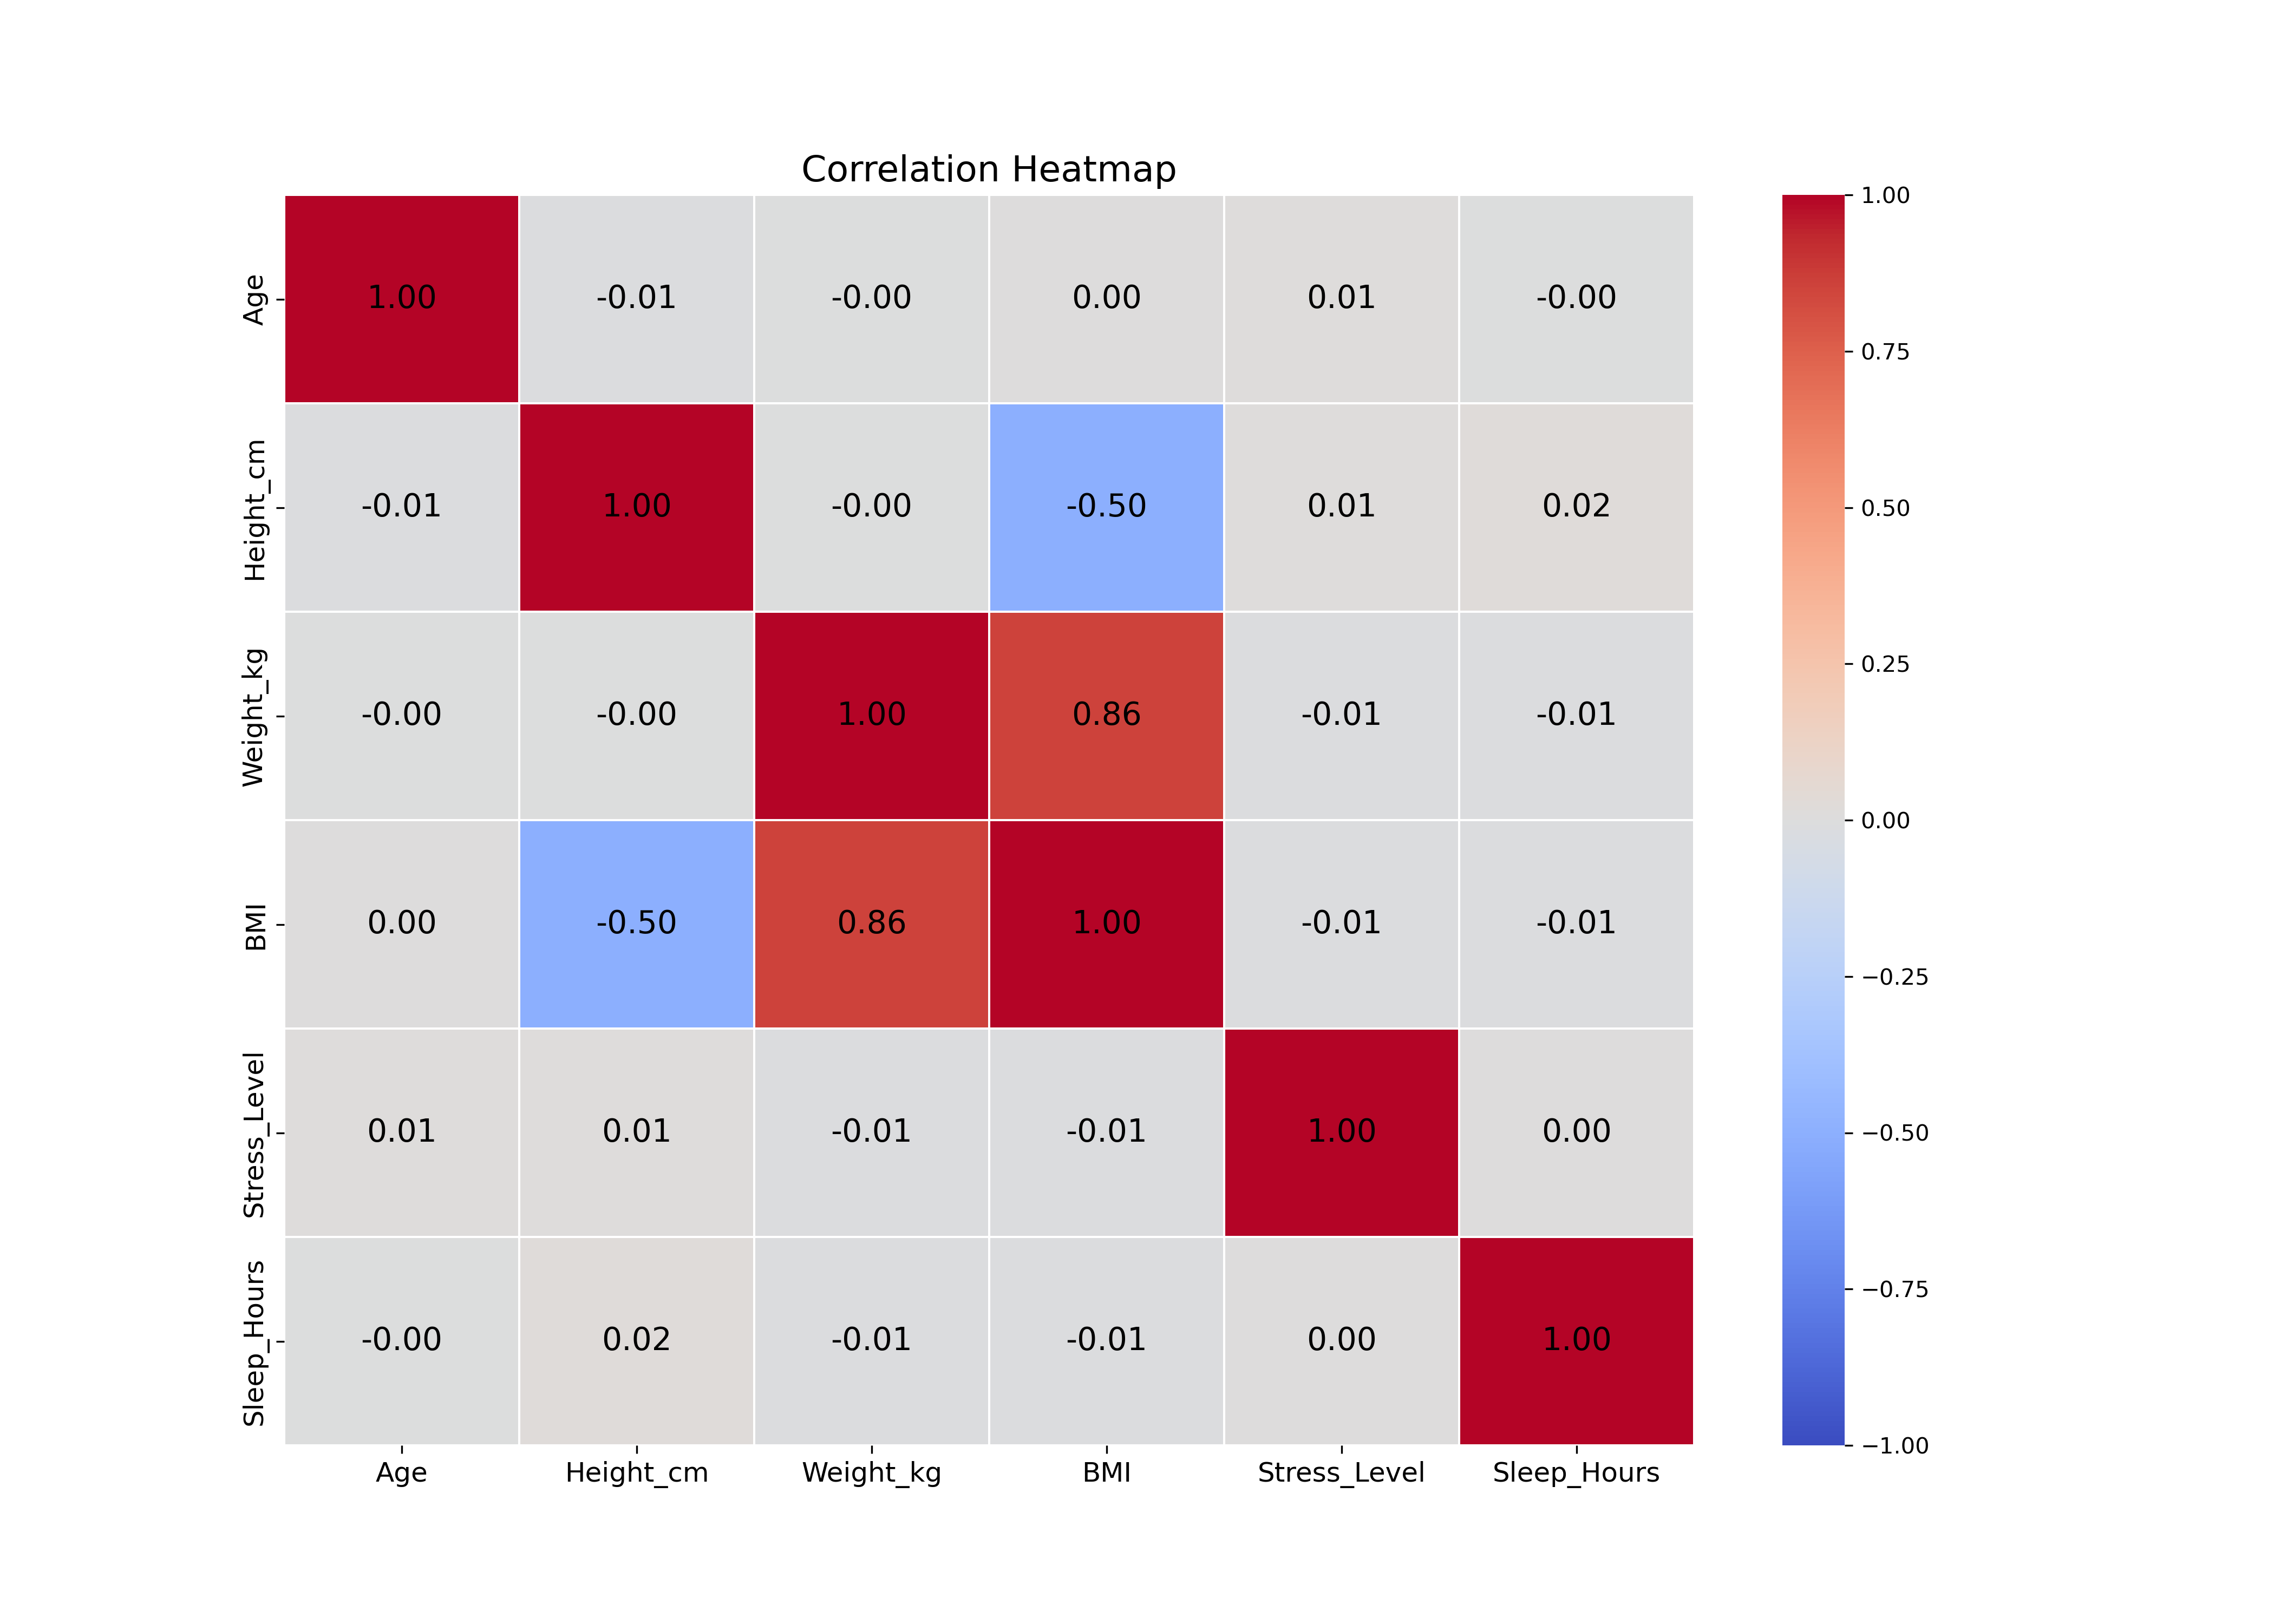 Correlation Heatmap
Age 1.00 -0.01 -0.00 0.00 0.01 -0.00
Height_cm -0.01 1.00 -0.00 -0.50 0.01 0.02
Weight_kg -0.00 -0.00 1.00 0.86 -0.01 -0.01
BMI 0.00 -0.50 0.86 1.00 -0.01 -0.01
Stress_Level 0.01 0.01 -0.01 -0.01 1.00 0.00
Sleep_Hours -0.00 0.02 -0.01 -0.01 0.00 1.00
Age Height_cm Weight_kg BMI Stress_Level Sleep_Hours
1.00
0.75
0.50
0.25
0.00
−0.25
−0.50
−0.75
−1.00